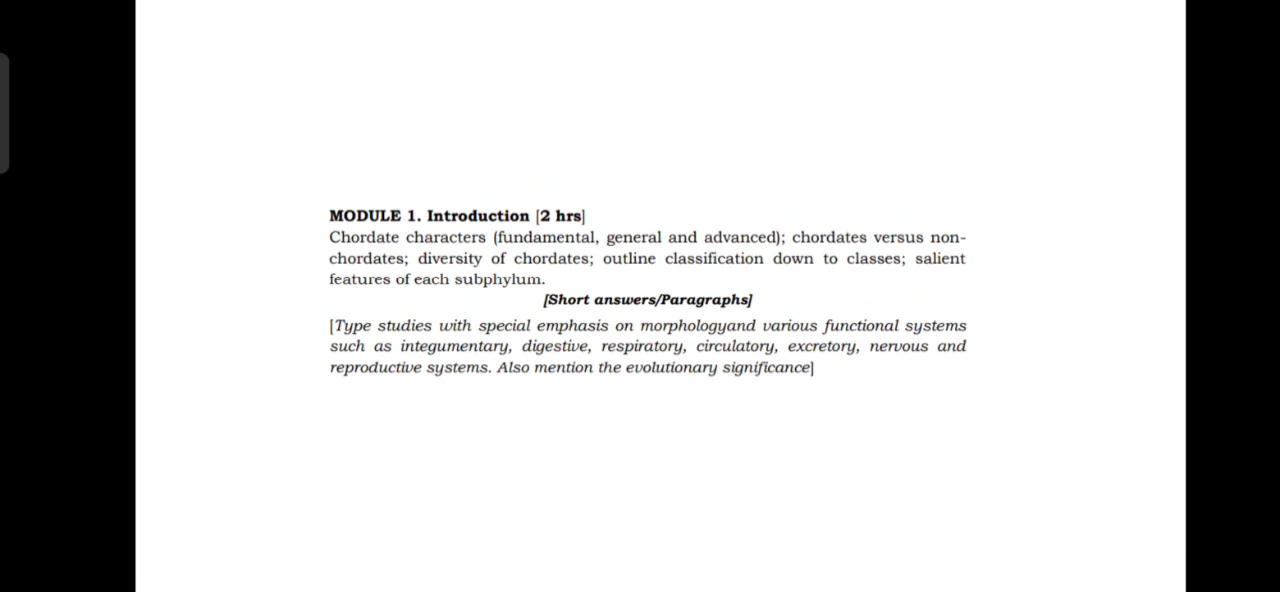 MODULE 1. Introduction [2 hrs]
Chordate characters (fundamental, general and advanced); chordates versus non-
chordates; diversity of chordates; outline classification down to classes; salient
features of each subphylum.
[Short answers/Paragraphs]
[Type studies with special emphasis on morphologyand various functional systems
such as integumentary, digestive, respiratory, circulatory, excretory, nervous and
reproductive systems. Also mention the evolutionary significance]